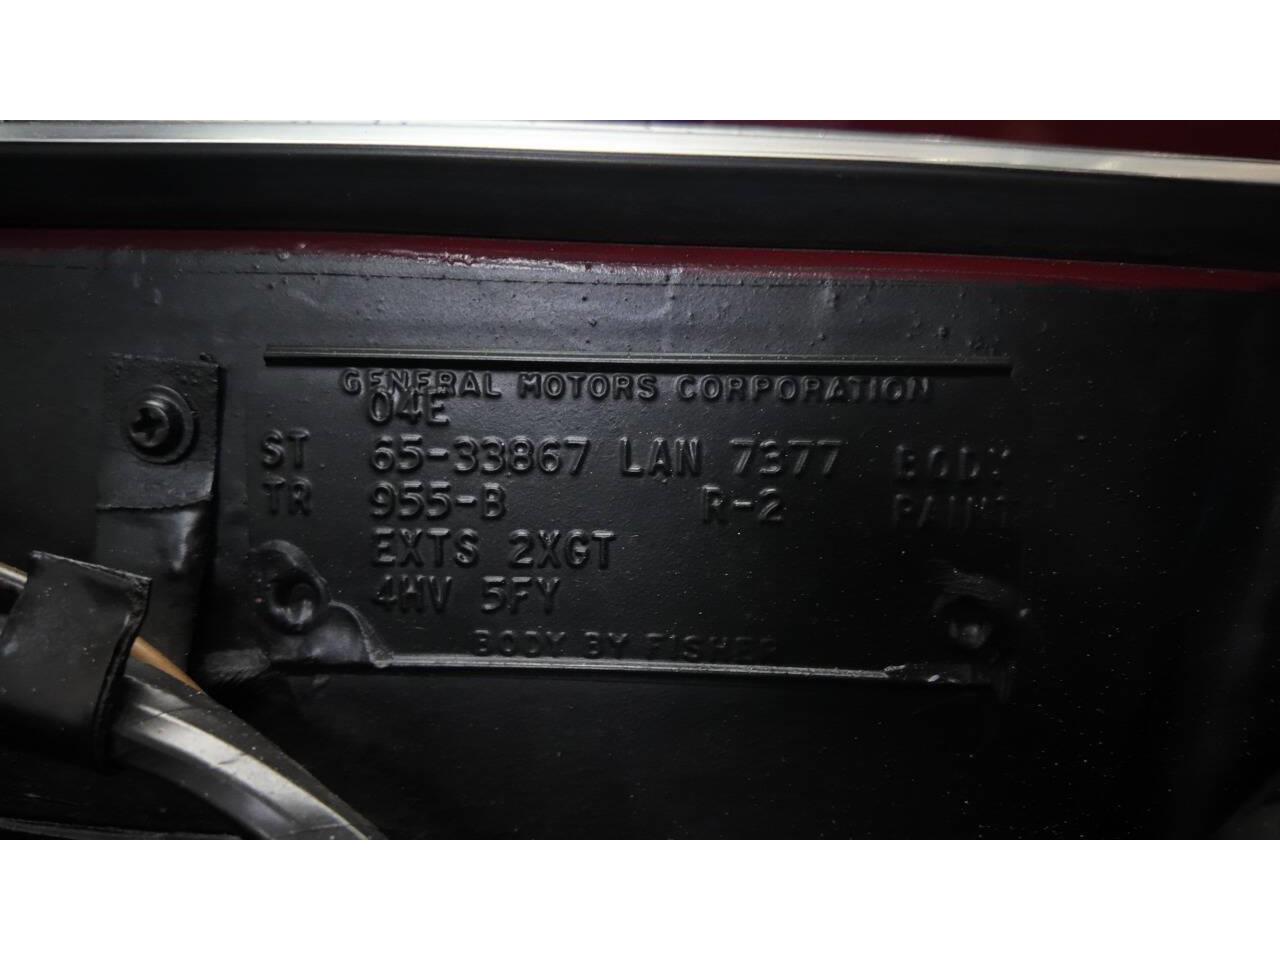 GENERAL MOTORS CORPORATION
04E
ST 65-33867 LAN 7377 BODY
TR 955-B R-2 PAINT
EXTS 2XGT
4HV 5FY
BODY BY FISHER